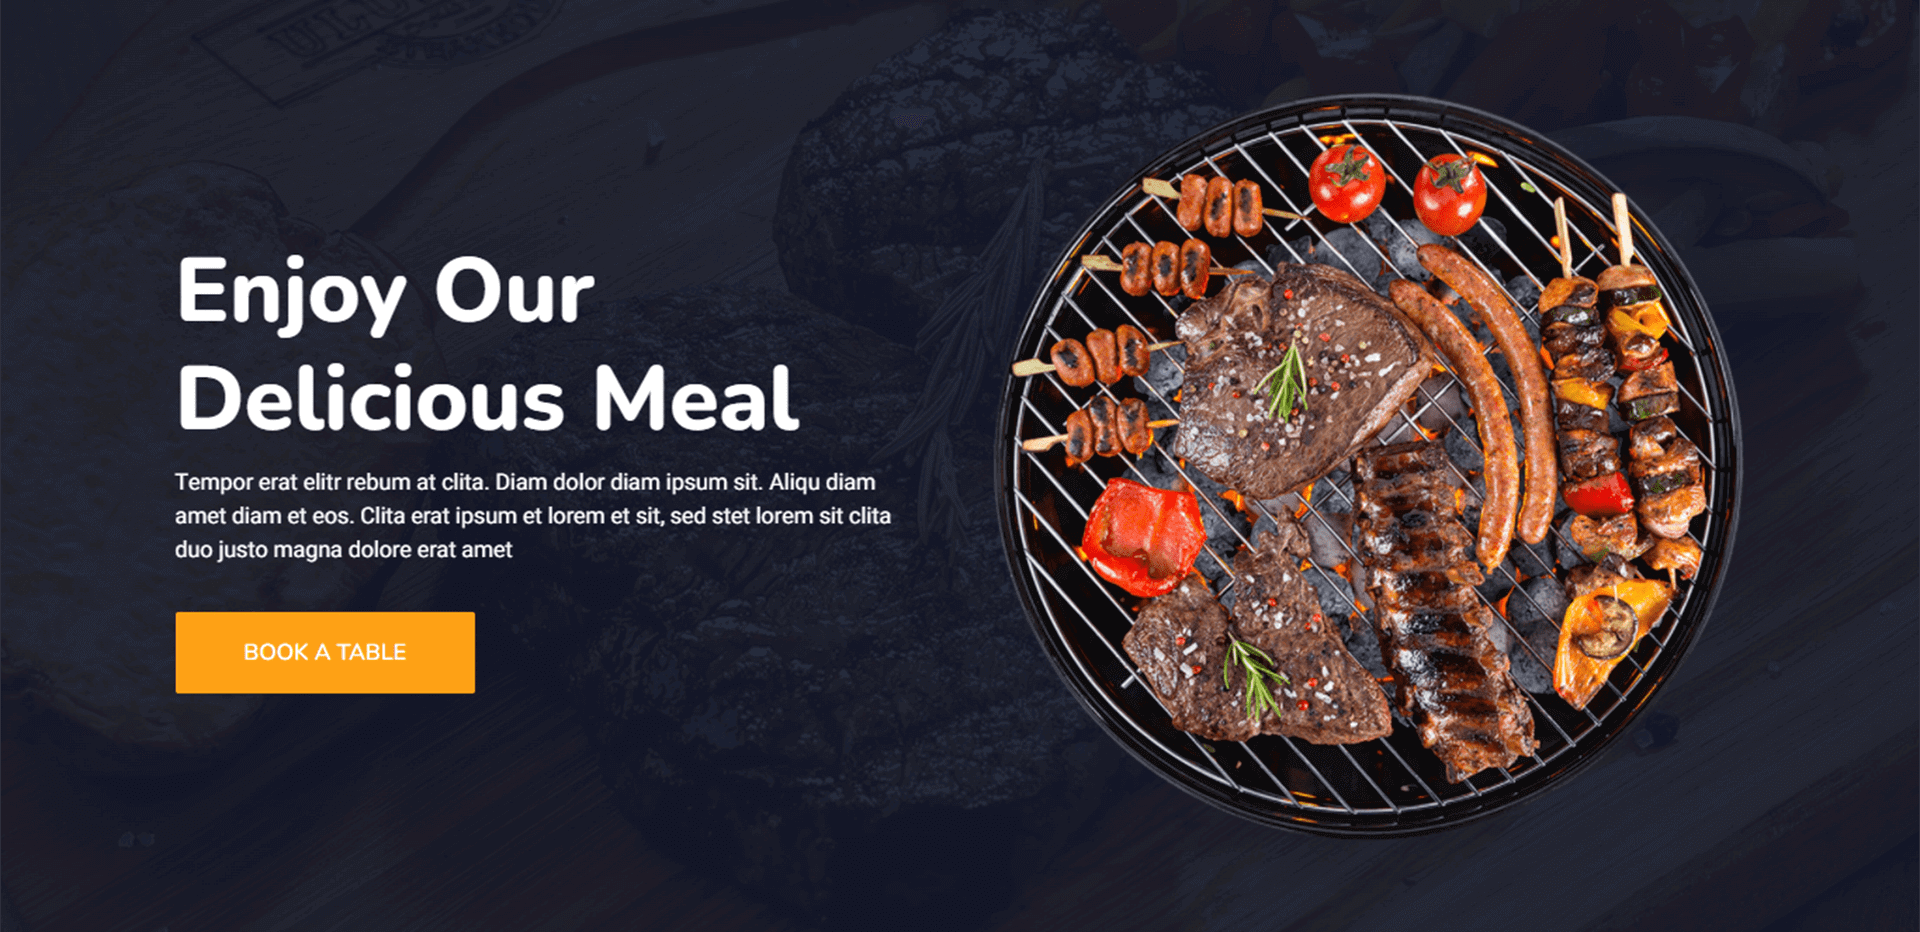 Enjoy Our
Delicious Meal
Tempor erat elitr rebum at clita. Diam dolor diam ipsum sit. Aliqu diam
amet diam et eos. Clita erat ipsum et lorem et sit, sed stet lorem sit clita
duo justo magna dolore erat amet
BOOK A TABLE